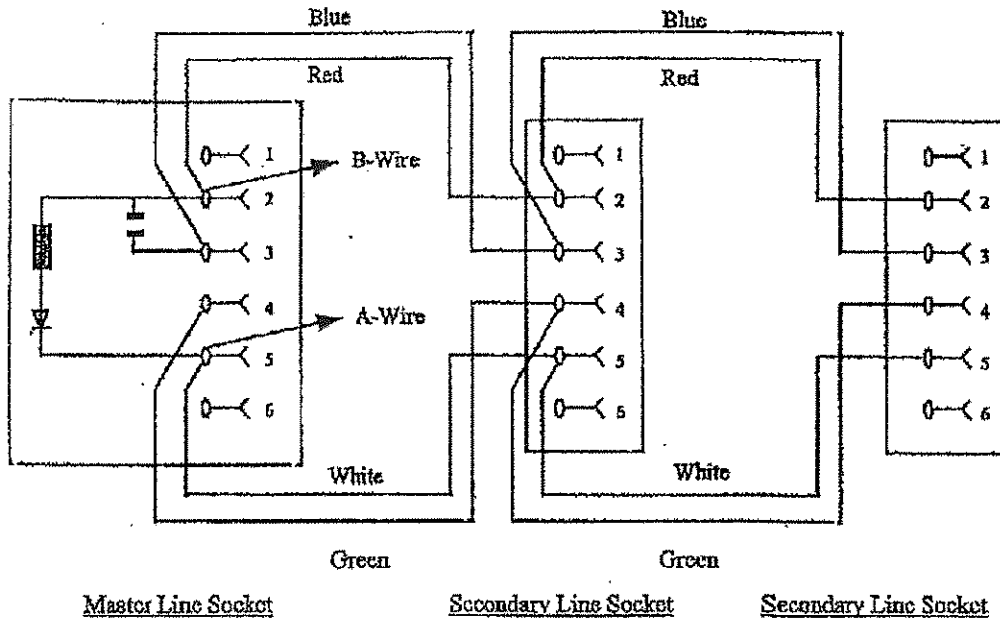 Blue
Blue
Red
Red
1
2
3
4
5
6
B-Wire
A-Wire
1
2
3
4
5
6
1
2
3
4
5
6
White
White
Green
Green
Master Line Socket
Secondary Line Socket
Secondary Line Socket